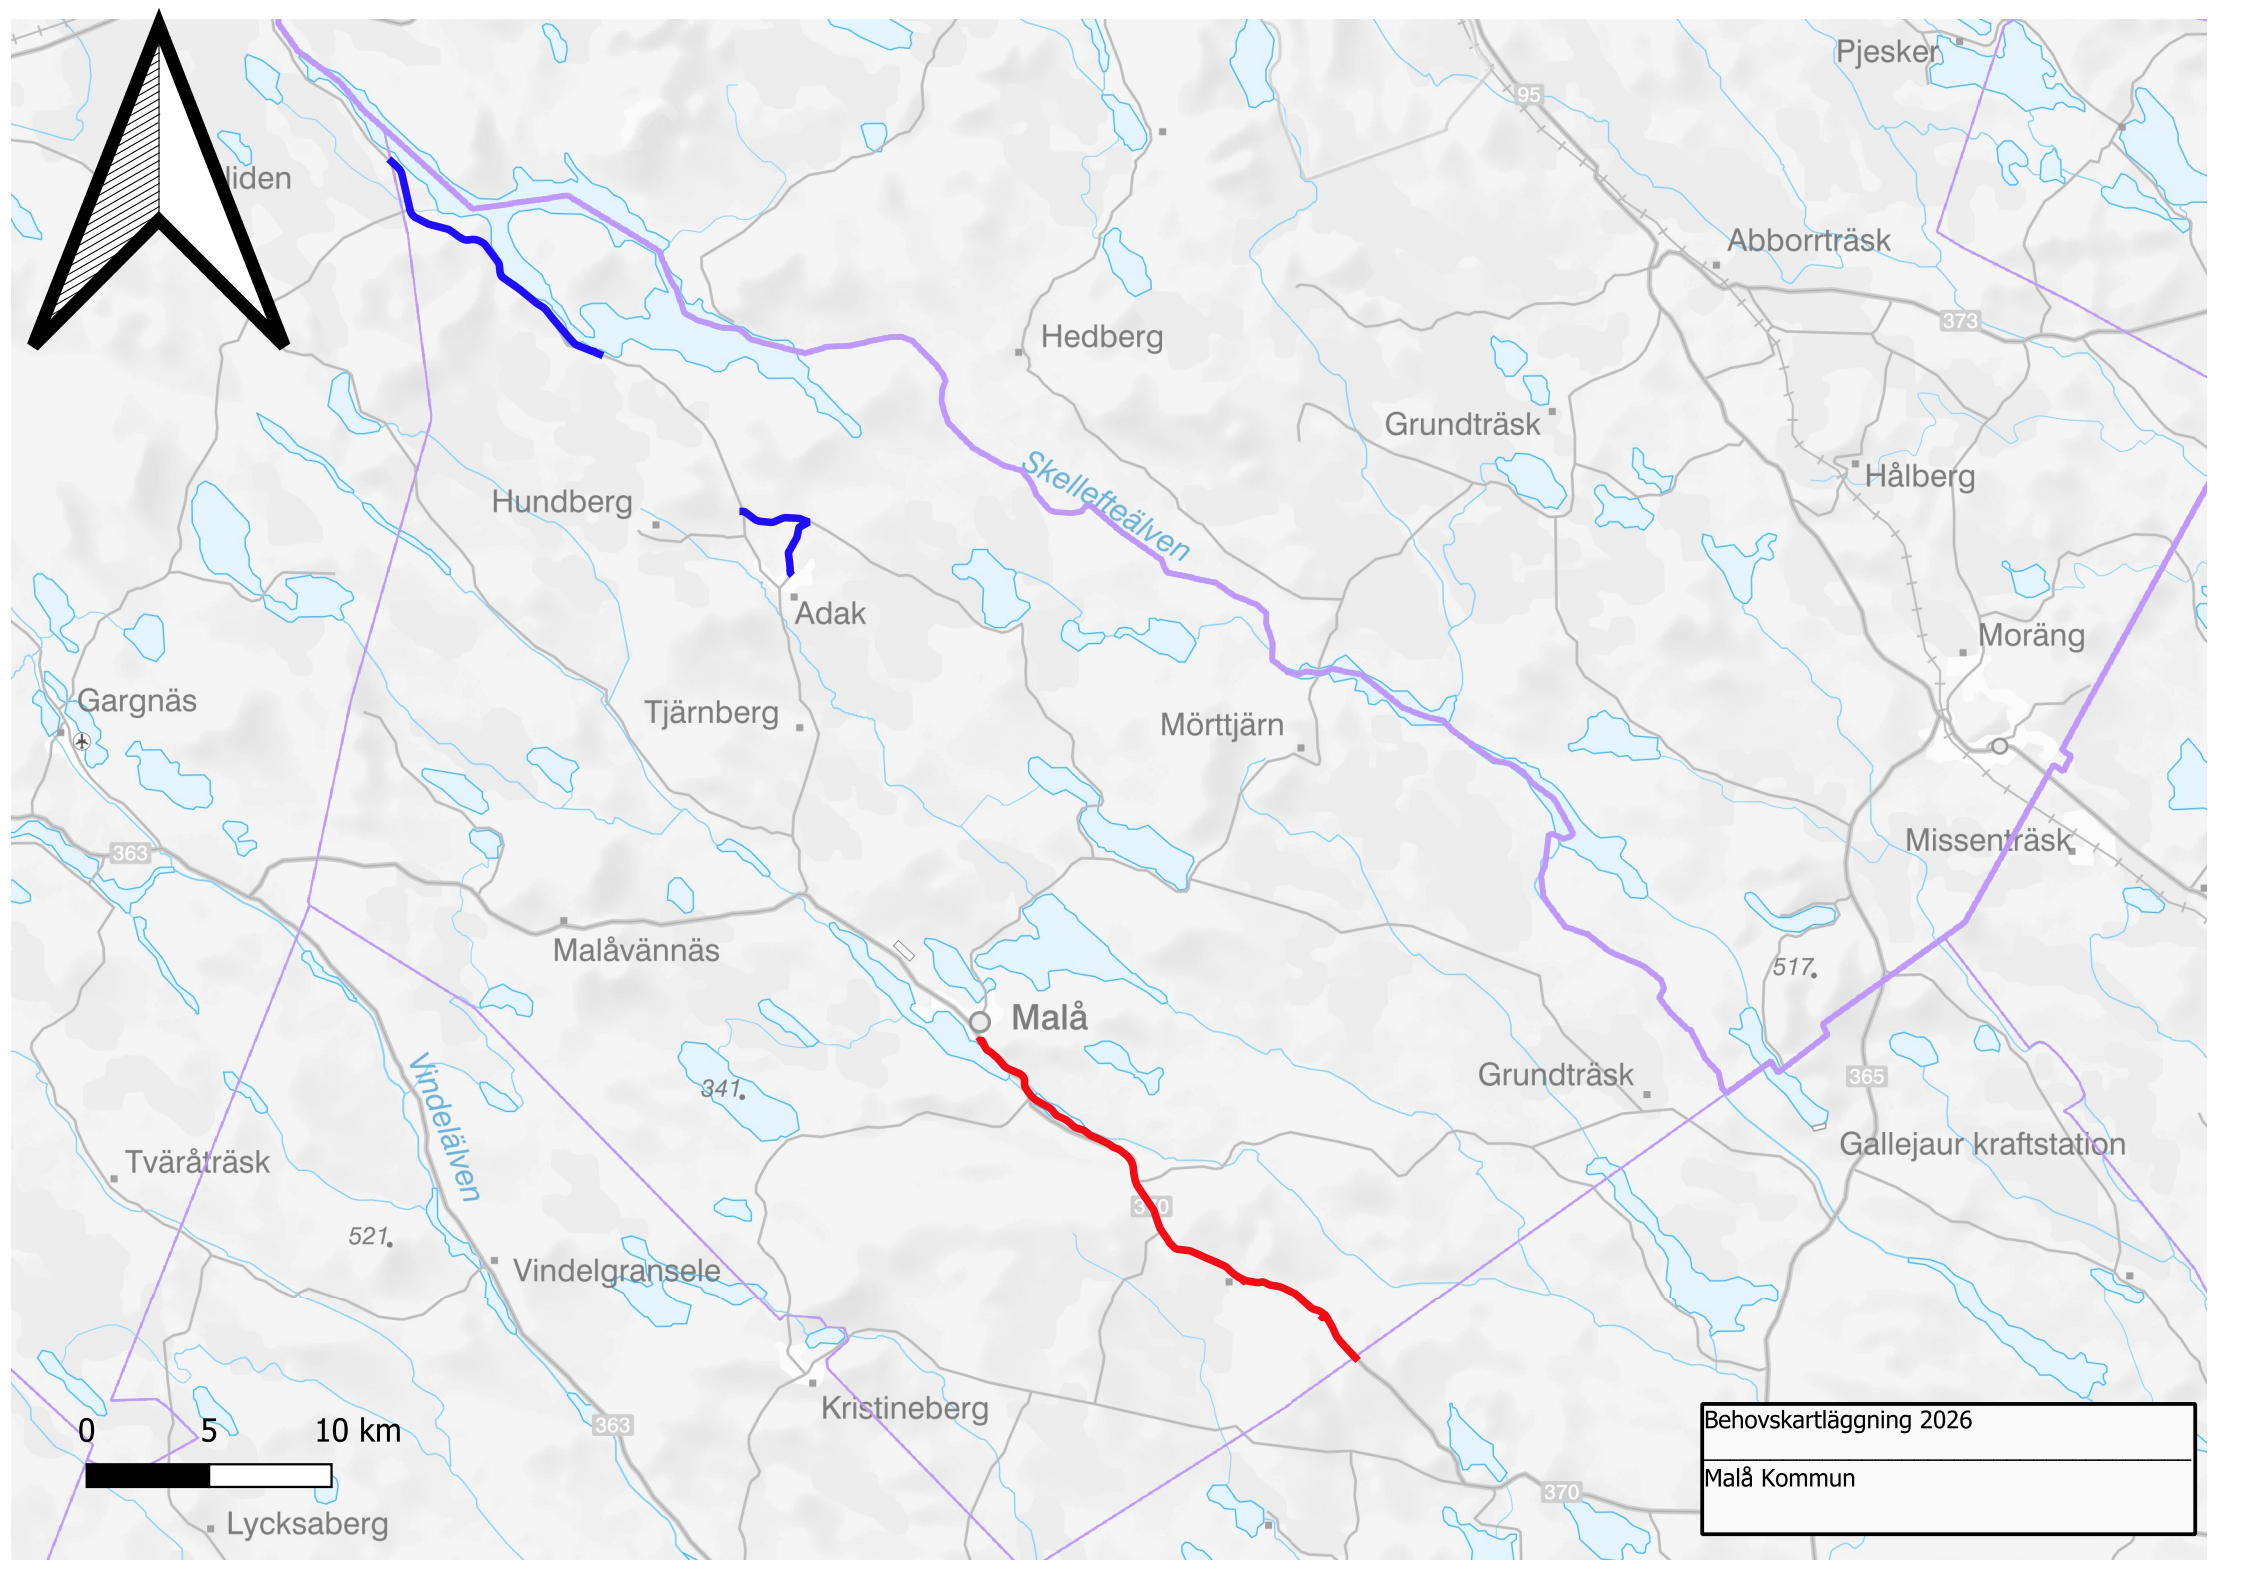 Pjesker
95
liden
Abborrträsk
373
Hedberg
Grundträsk
Skellefteälven
Hålberg
Hundberg
Adak
Moräng
Gargnäs
Tjärnberg
Mörttjärn
Missenträsk
363
Malåvännäs
517
Malå
341
Grundträsk
365
Vindelälven
Gallejaur kraftstation
Tväråträsk
521
Vindelgransele
Kristineberg
363
370
Lycksaberg
0 5 10 km
Behovskartläggning 2026
Malå Kommun